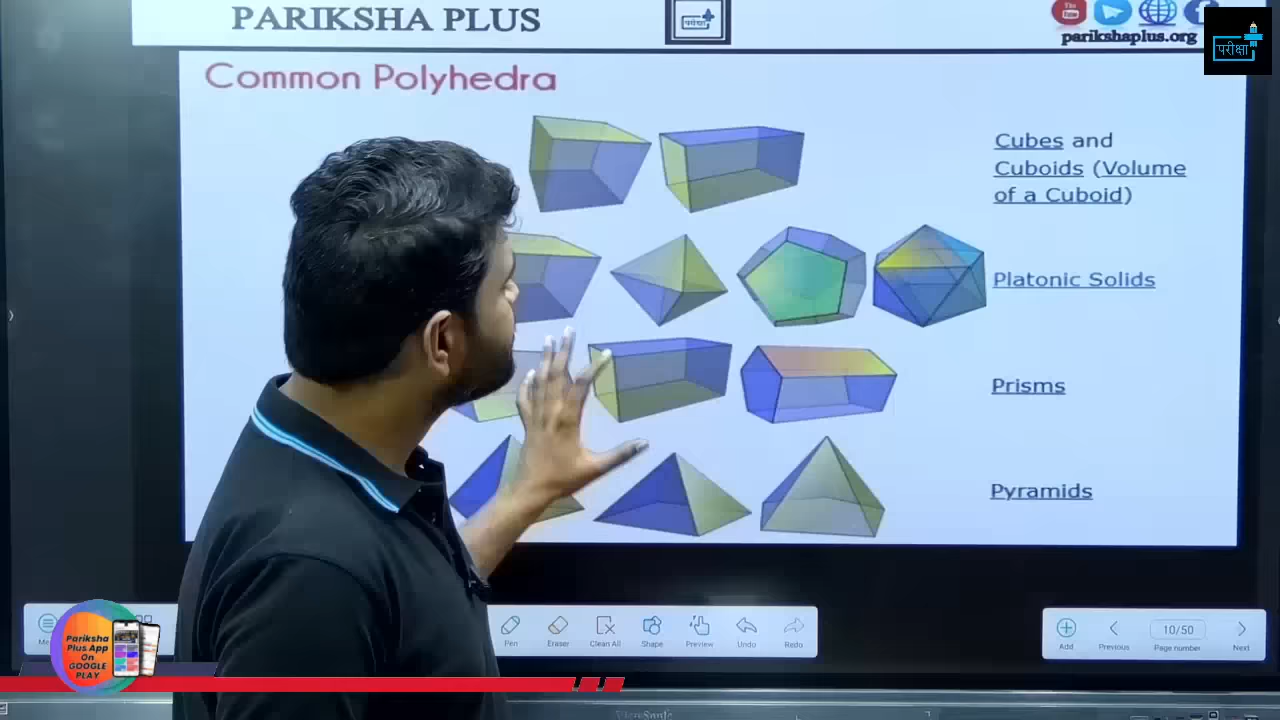 PARIKSHA PLUS
परीक्षा
parikshaplus.org
परीक्षा
Common Polyhedra
Cubes and
Cuboids (Volume
of a Cuboid)
Platonic Solids
Prisms
Pyramids
Pariksha
Plus App
On
GOOGLE
PLAY
Pen
Eraser
Clean All
Shape
Preview
Undo
Redo
Add
Previous
10/50
Page number
Next
ViewSonic